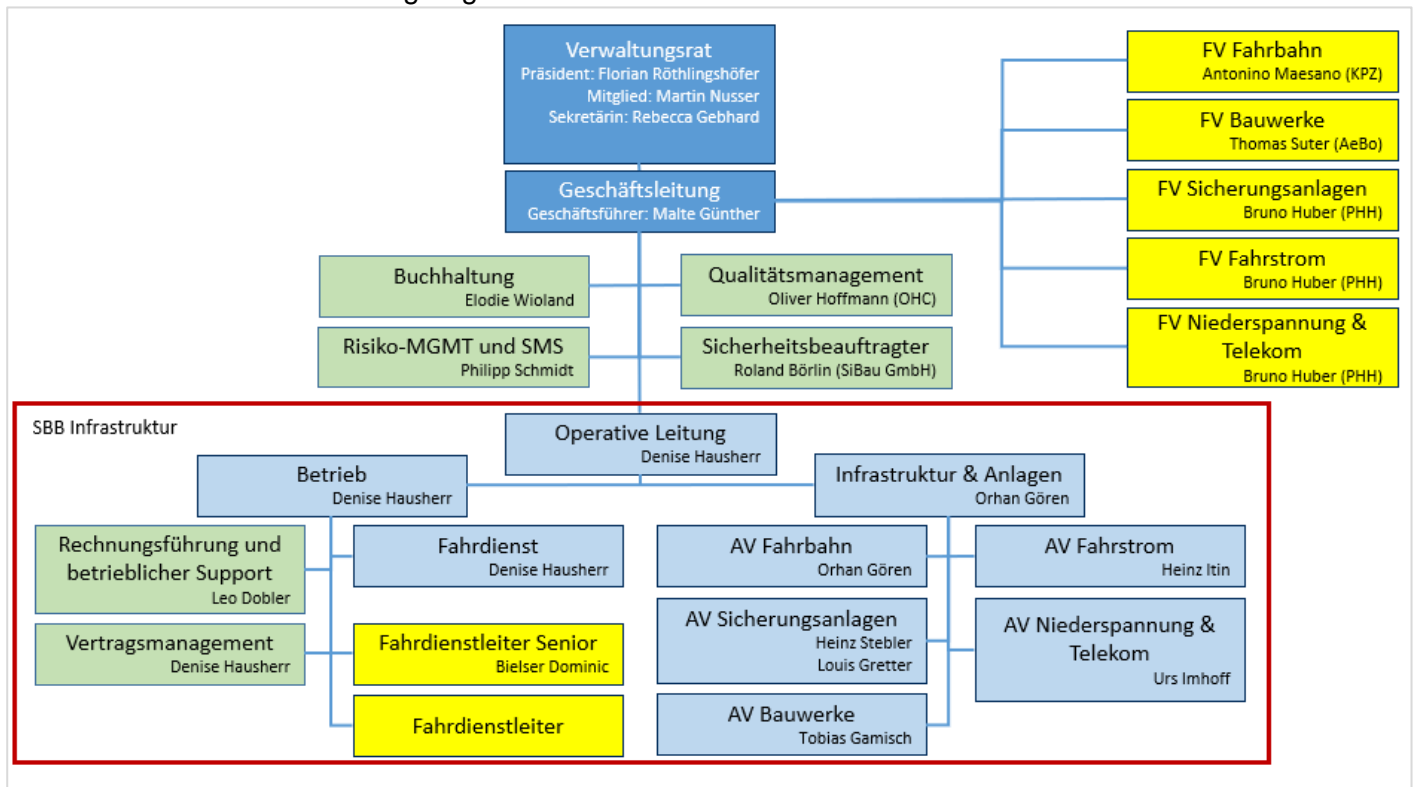 Verwaltungsrat
Präsident: Florian Röthlingshöfer
Mitglied: Martin Nusser
Sekretärin: Rebecca Gebhard
Geschäftsleitung
Geschäftsführer: Malte Günther
FV Fahrbahn
Antonino Maesano (KPZ)
FV Bauwerke
Thomas Suter (AeBo)
FV Sicherungsanlagen
Bruno Huber (PHH)
FV Fahrstrom
Bruno Huber (PHH)
FV Niederspannung &
Telekom
Bruno Huber (PHH)
Buchhaltung
Elodie Wioland
Qualitätsmanagement
Oliver Hoffmann (OHC)
Risiko-MGMT und SMS
Philipp Schmidt
Sicherheitsbeauftragter
Roland Börlin (SiBau GmbH)
SBB Infrastruktur
Operative Leitung
Denise Hausherr
Betrieb
Denise Hausherr
Infrastruktur & Anlagen
Orhan Gören
Rechnungsführung und
betrieblicher Support
Leo Dobler
Fahrdienst
Denise Hausherr
Vertragsmanagement
Denise Hausherr
Fahrdienstleiter Senior
Bielser Dominic
Fahrdienstleiter
AV Fahrbahn
Orhan Gören
AV Fahrstrom
Heinz Itin
AV Sicherungsanlagen
Heinz Stebler
Louis Gretter
AV Niederspannung &
Telekom
Urs Imhoff
AV Bauwerke
Tobias Gamisch